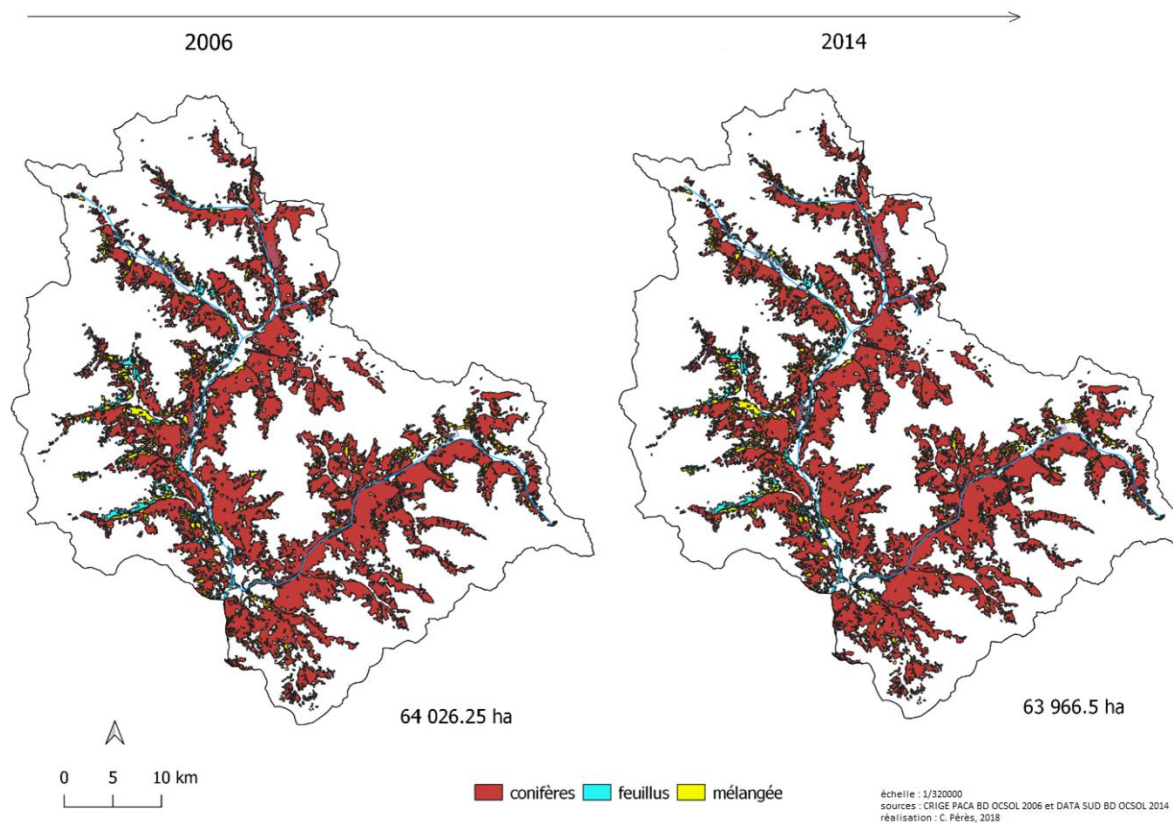 2006
2014
64 026.25 ha
63 966.5 ha
0 5 10 km
conifères feuillus mélangée
échelle : 1/320000
sources : CRIGE PACA BD OCSOL 2006 et DATA SUD BD OCSOL 2014
réalisation : C. Pérès, 2018